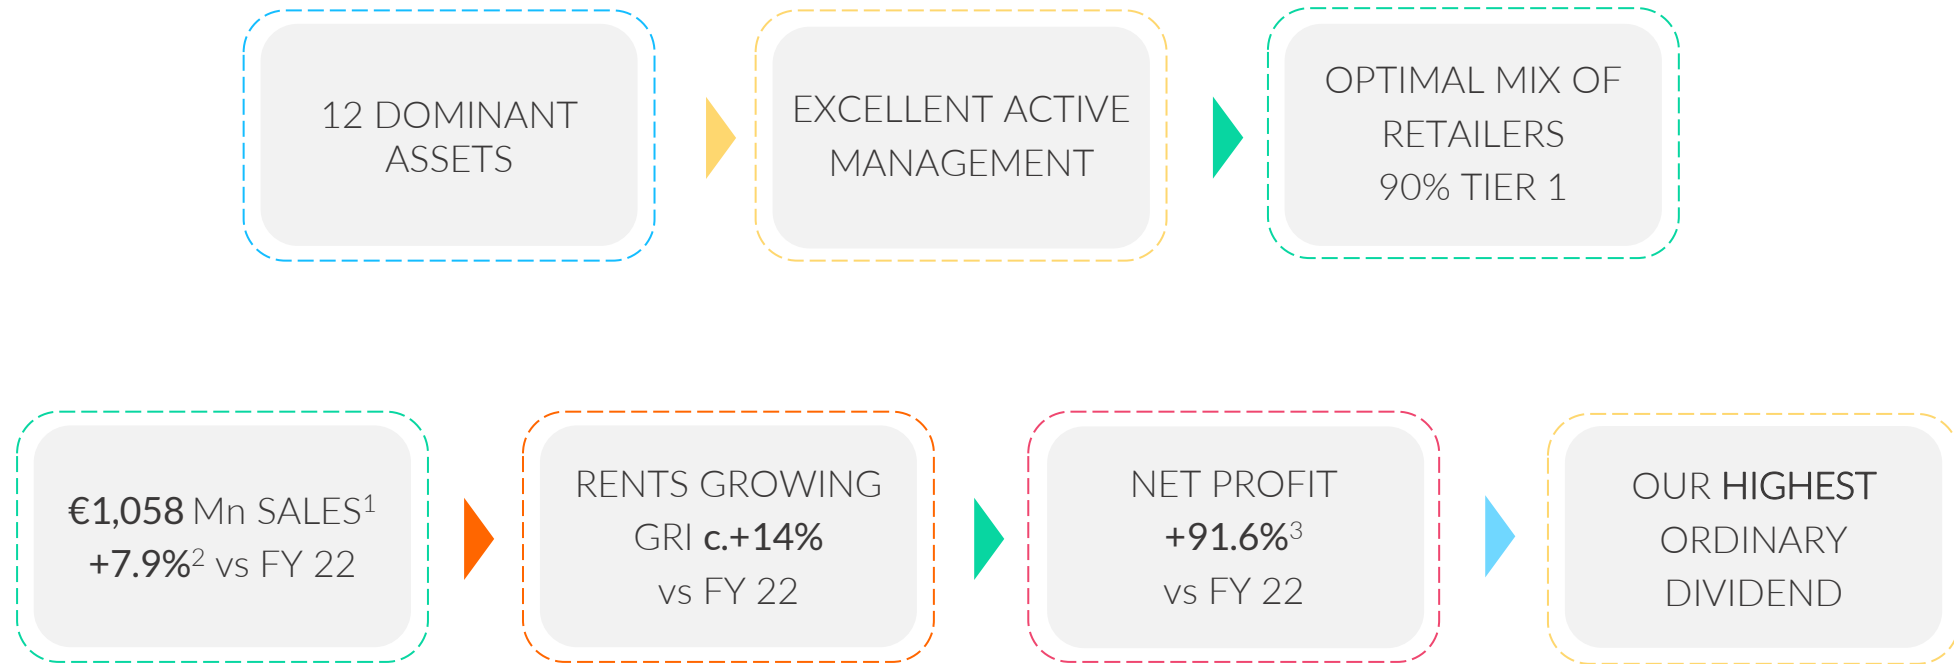 12 DOMINANT
ASSETS
EXCELLENT ACTIVE
MANAGEMENT
OPTIMAL MIX OF
RETAILERS
90% TIER 1
€1,058 Mn SALES¹
+7.9%² vs FY 22
RENTS GROWING
GRI c.+14%
vs FY 22
NET PROFIT
+91.6%³
vs FY 22
OUR HIGHEST
ORDINARY
DIVIDEND